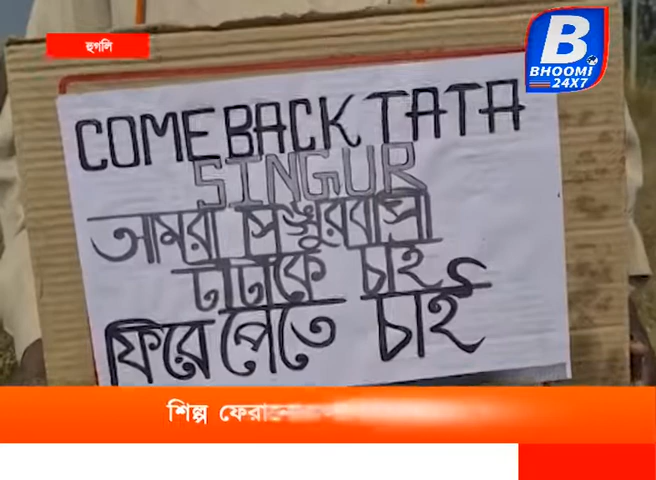 হুগলি
B
BHOOMI
24X7
COME BACK TATA
SINGUR
আমরা সিঙ্গুরবাসী
টাটাকে চাই
ফিরে পেতে চাই
শিল্প